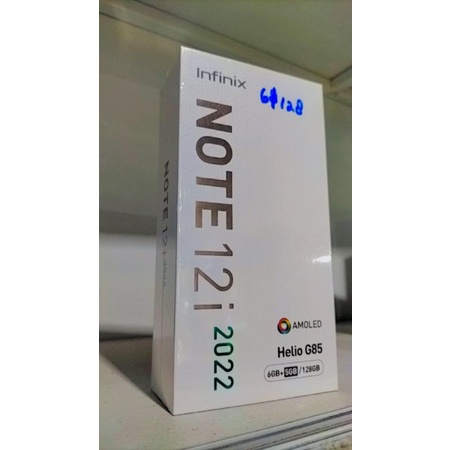 Infinix
6/128
NOTE 12i 2022
NOTE 12i 2022
AMOLED
Helio G85
6GB+5GB/128GB